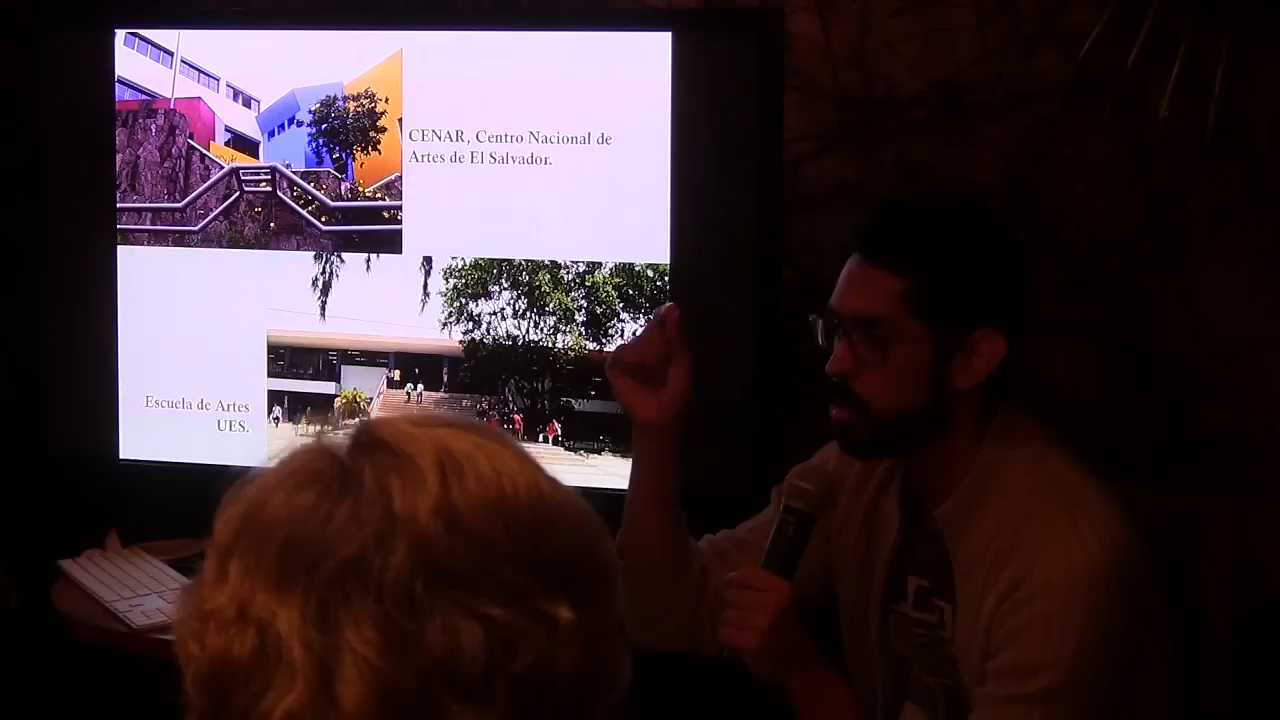 CENAR, Centro Nacional de
Artes de El Salvador.
Escuela de Artes
UES.